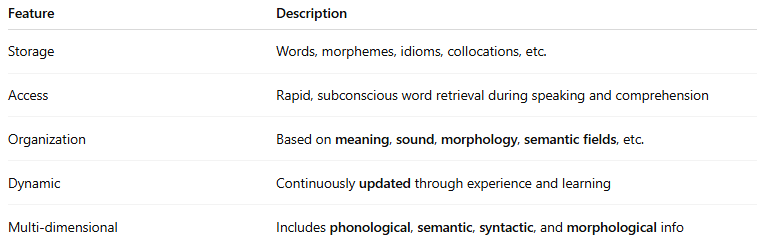 Feature Description
Storage Words, morphemes, idioms, collocations, etc.
Access Rapid, subconscious word retrieval during speaking and comprehension
Organization Based on meaning, sound, morphology, semantic fields, etc.
Dynamic Continuously updated through experience and learning
Multi-dimensional Includes phonological, semantic, syntactic, and morphological info